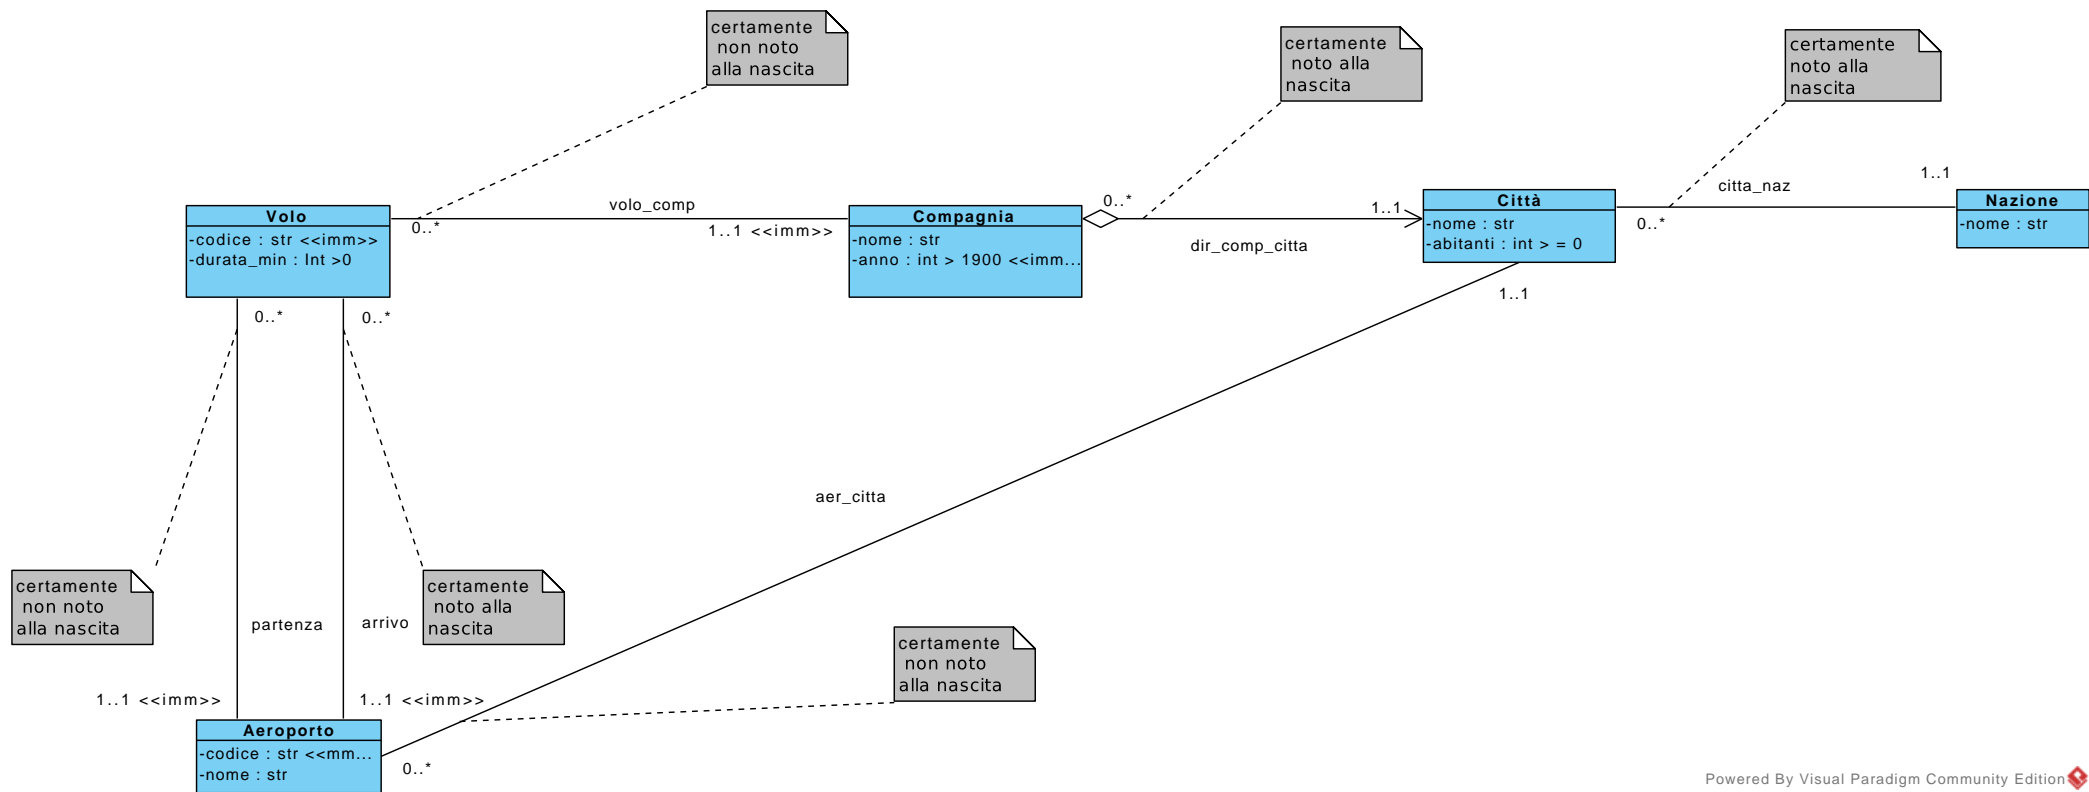 certamente
non noto
alla nascita
certamente
noto alla
nascita
certamente
noto alla
nascita
Volo
-codice : str <<imm>>
-durata_min : Int >0
0..*
volo_comp
1..1 <<imm>>
Compagnia
-nome : str
-anno : int > 1900 <<imm...
0..*
dir_comp_citta
1..1
Città
-nome : str
-abitanti : int > = 0
0..*
citta_naz
1..1
Nazione
-nome : str
0..*
0..*
1..1
aer_citta
certamente
non noto
alla nascita
partenza
arrivo
certamente
noto alla
nascita
certamente
non noto
alla nascita
1..1 <<imm>>
1..1 <<imm>>
Aeroporto
-codice : str <<mm...
-nome : str
0..*
Powered By Visual Paradigm Community Edition